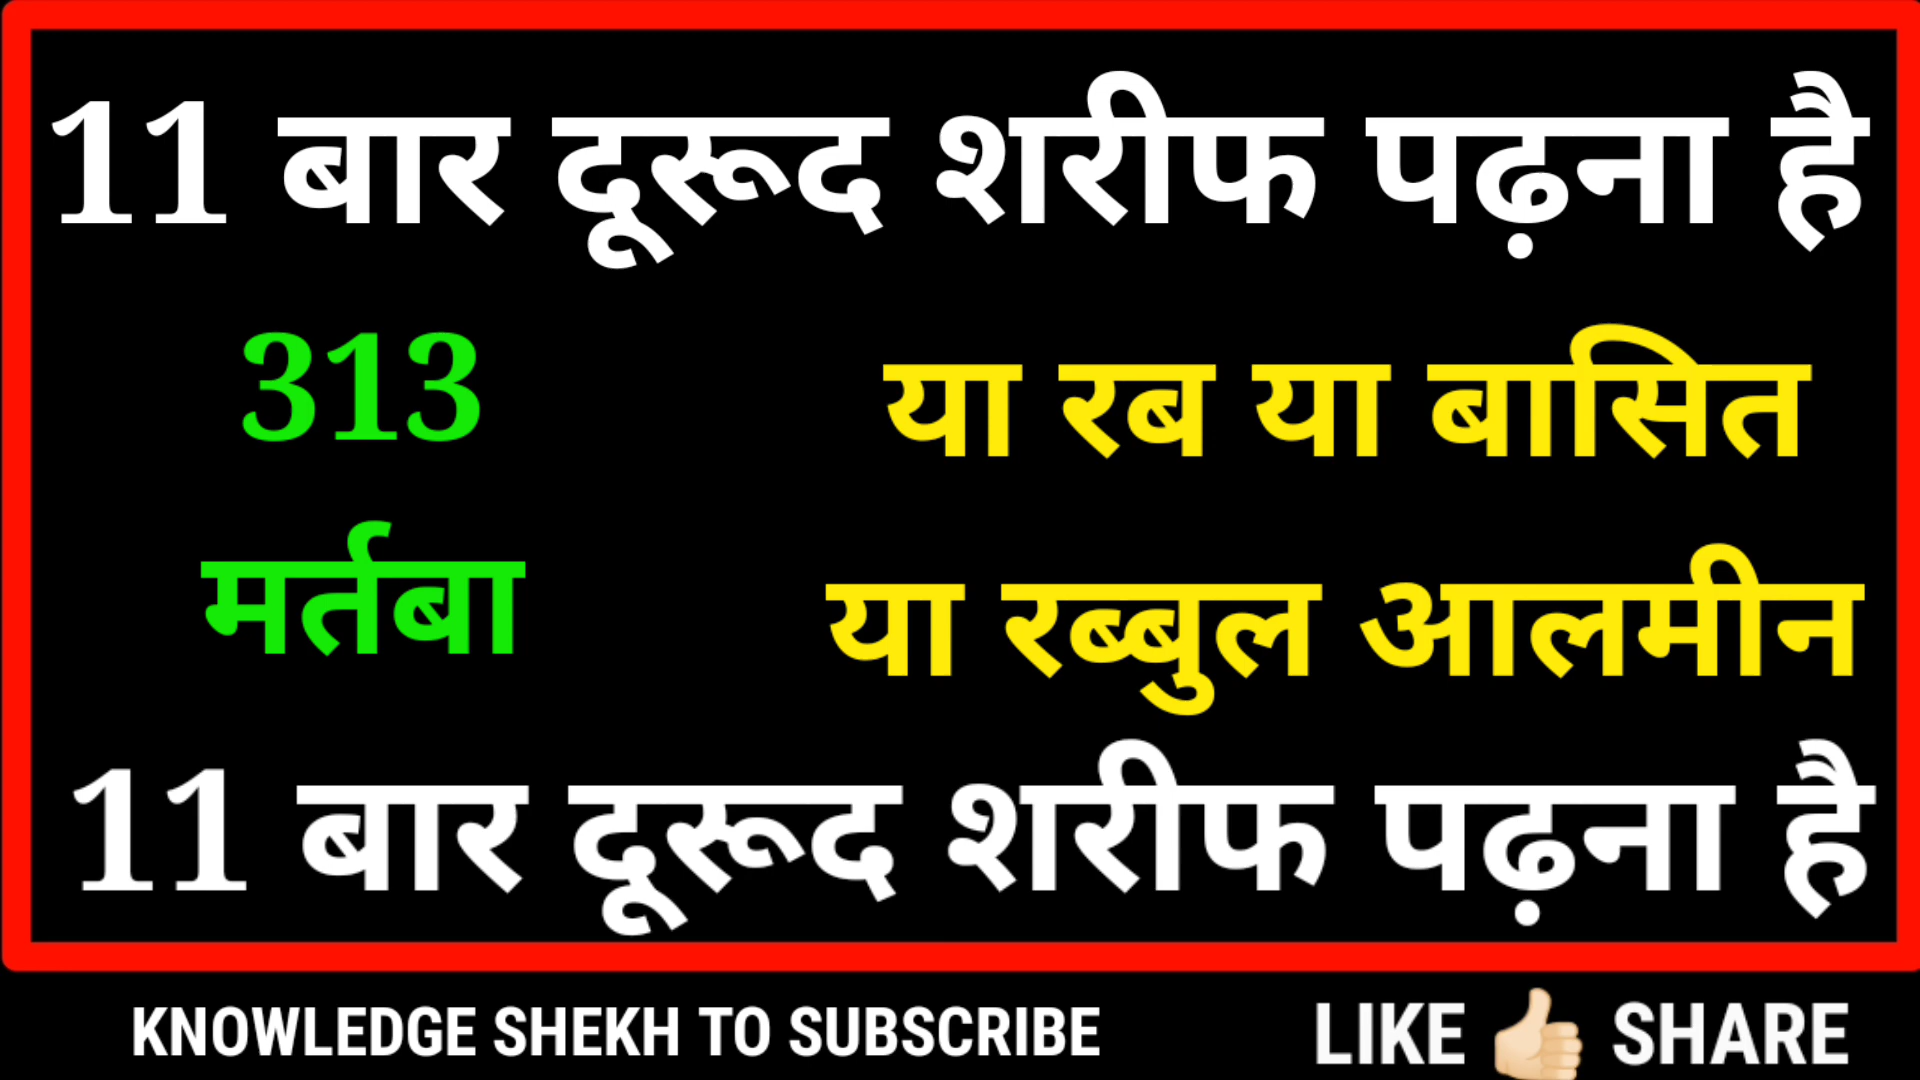 11 बार दूरूद शरीफ पढ़ना है
313 या रब या बासित
मर्तबा या रब्बुल आलमीन
11 बार दूरूद शरीफ पढ़ना है
KNOWLEDGE SHEKH TO SUBSCRIBE LIKE 👍🏻 SHARE